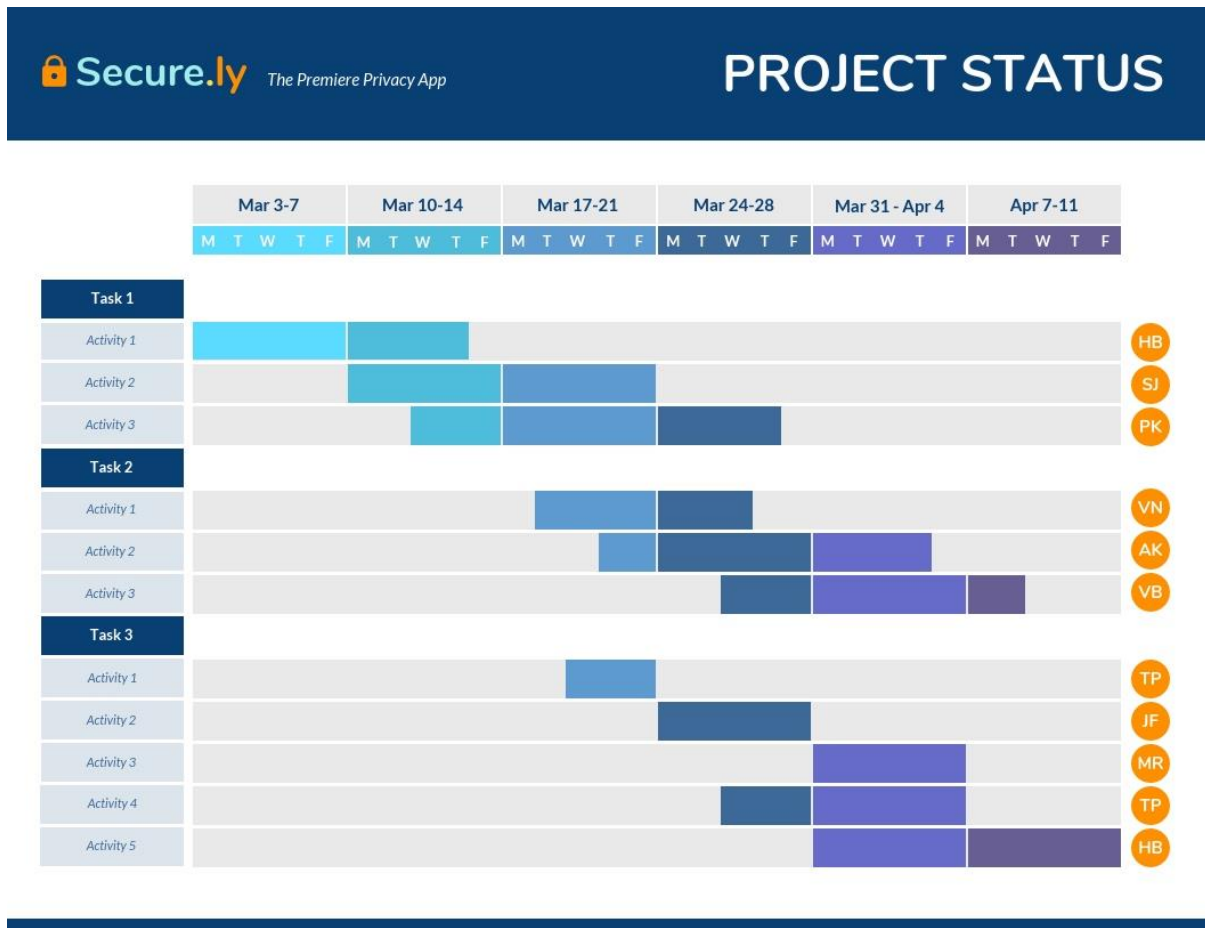 Secure.ly The Premiere Privacy App PROJECT STATUS
Mar 3-7 Mar 10-14 Mar 17-21 Mar 24-28 Mar 31 - Apr 4 Apr 7-11
M T W T F M T W T F M T W T F M T W T F M T W T F M T W T F
Task 1
Activity 1 HB
Activity 2 SJ
Activity 3 PK
Task 2
Activity 1 VN
Activity 2 AK
Activity 3 VB
Task 3
Activity 1 TP
Activity 2 JF
Activity 3 MR
Activity 4 TP
Activity 5 HB